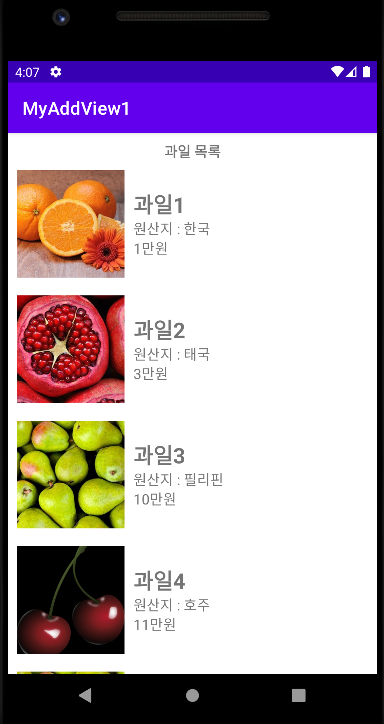 4:07
MyAddView1
과일 목록
과일1
원산지 : 한국
1만원
과일2
원산지 : 태국
3만원
과일3
원산지 : 필리핀
10만원
과일4
원산지 : 호주
11만원